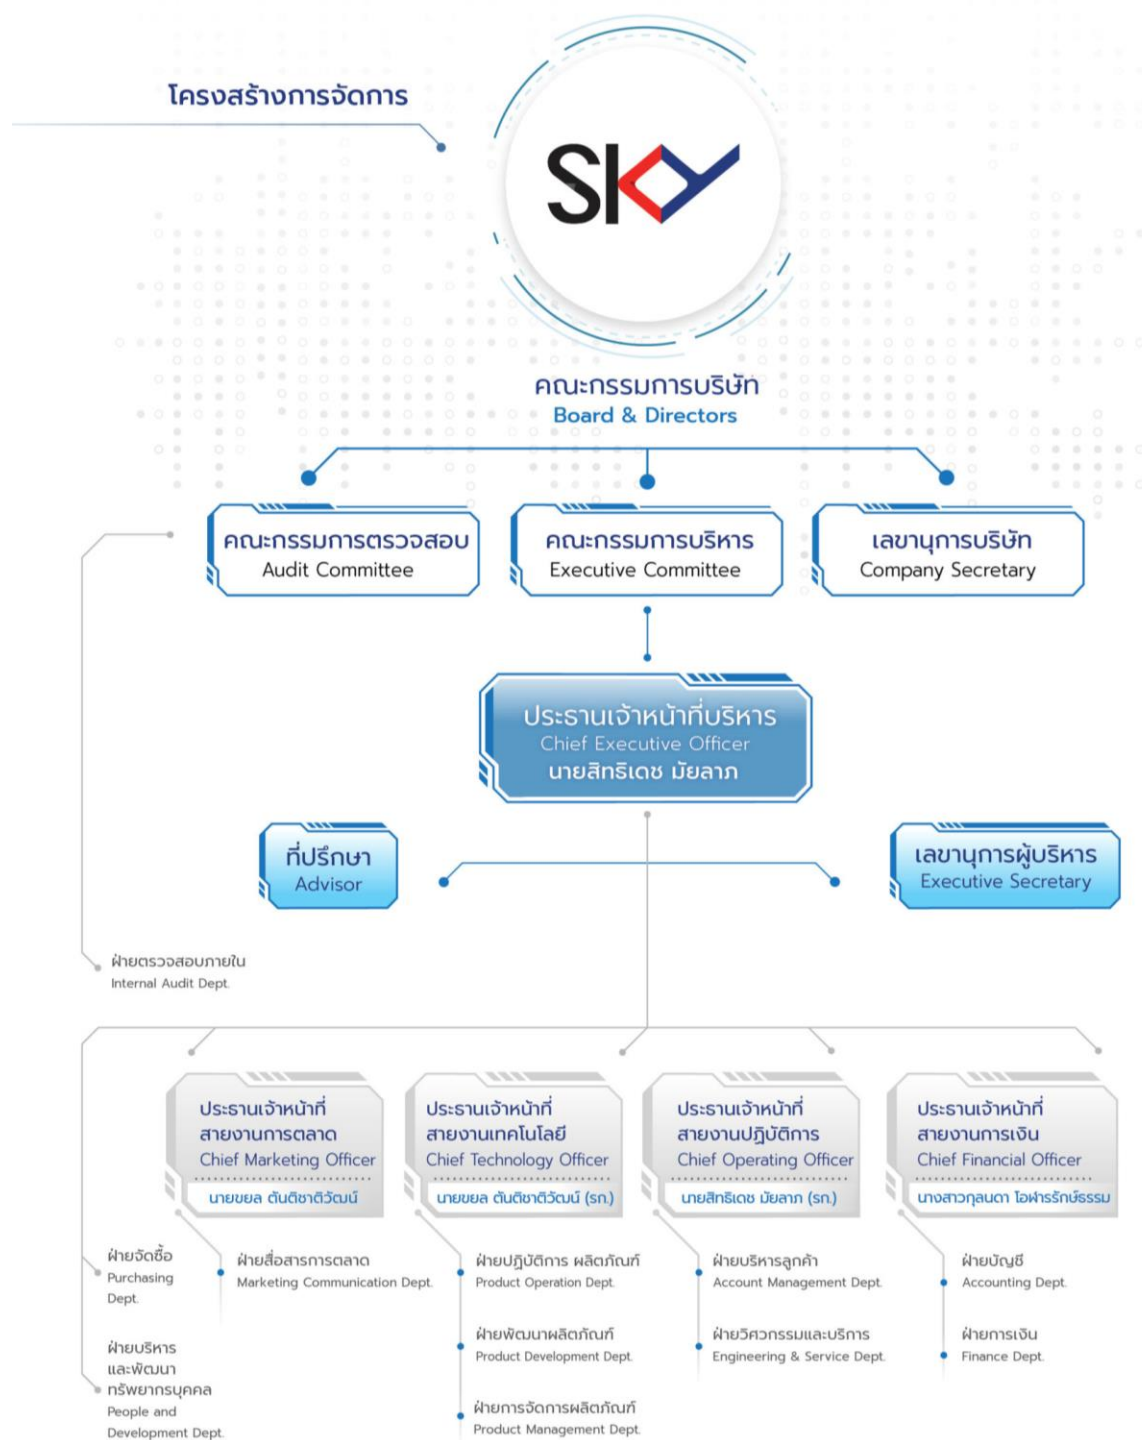 โครงสร้างการจัดการ
SKY
คณะกรรมการบริษัท
Board & Directors
คณะกรรมการตรวจสอบ
Audit Committee
คณะกรรมการบริหาร
Executive Committee
เลขานุการบริษัท
Company Secretary
ประธานเจ้าหน้าที่บริหาร
Chief Executive Officer
นายสิทธิเดช มัยลาภ
ที่ปรึกษา
Advisor
เลขานุการผู้บริหาร
Executive Secretary
ฝ่ายตรวจสอบภายใน
Internal Audit Dept.
ประธานเจ้าหน้าที่
สายงานการตลาด
Chief Marketing Officer
นายขยล ตันติชาติวัฒน์
ประธานเจ้าหน้าที่
สายงานเทคโนโลยี
Chief Technology Officer
นายขยล ตันติชาติวัฒน์ (รก.)
ประธานเจ้าหน้าที่
สายงานปฏิบัติการ
Chief Operating Officer
นายสิทธิเดช มัยลาภ (รก.)
ประธานเจ้าหน้าที่
สายงานการเงิน
Chief Financial Officer
นางสาวกุลนดา โอฬารรักษ์ธรรม
ฝ่ายจัดซื้อ
Purchasing
Dept.
ฝ่ายบริหาร
และพัฒนา
ทรัพยากรบุคคล
People and
Development Dept.
ฝ่ายสื่อสารการตลาด
Marketing Communication Dept.
ฝ่ายปฏิบัติการ ผลิตภัณฑ์
Product Operation Dept.
ฝ่ายพัฒนาผลิตภัณฑ์
Product Development Dept.
ฝ่ายการจัดการผลิตภัณฑ์
Product Management Dept.
ฝ่ายบริหารลูกค้า
Account Management Dept.
ฝ่ายวิศวกรรมและบริการ
Engineering & Service Dept.
ฝ่ายบัญชี
Accounting Dept.
ฝ่ายการเงิน
Finance Dept.